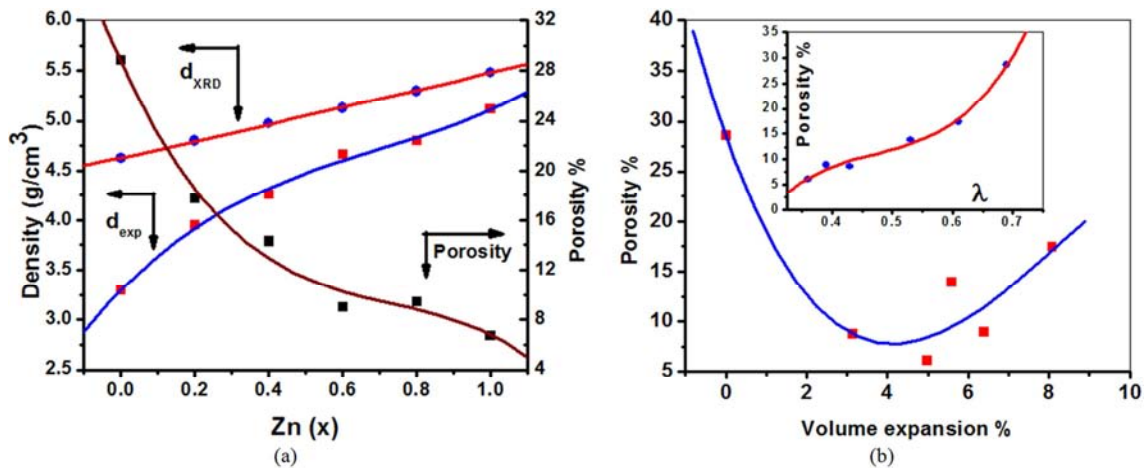 6.0
5.5
5.0
4.5
4.0
3.5
3.0
2.5
Density (g/cm³)
d_XRD
d_exp
Porosity
32
28
24
20
16
12
8
4
Porosity %
0.0 0.2 0.4 0.6 0.8 1.0
Zn (x)
(a)
40
35
30
25
20
15
10
5
Porosity %
35
30
25
20
15
10
5
0
Porosity %
λ
0.4 0.5 0.6 0.7
0 2 4 6 8 10
Volume expansion %
(b)